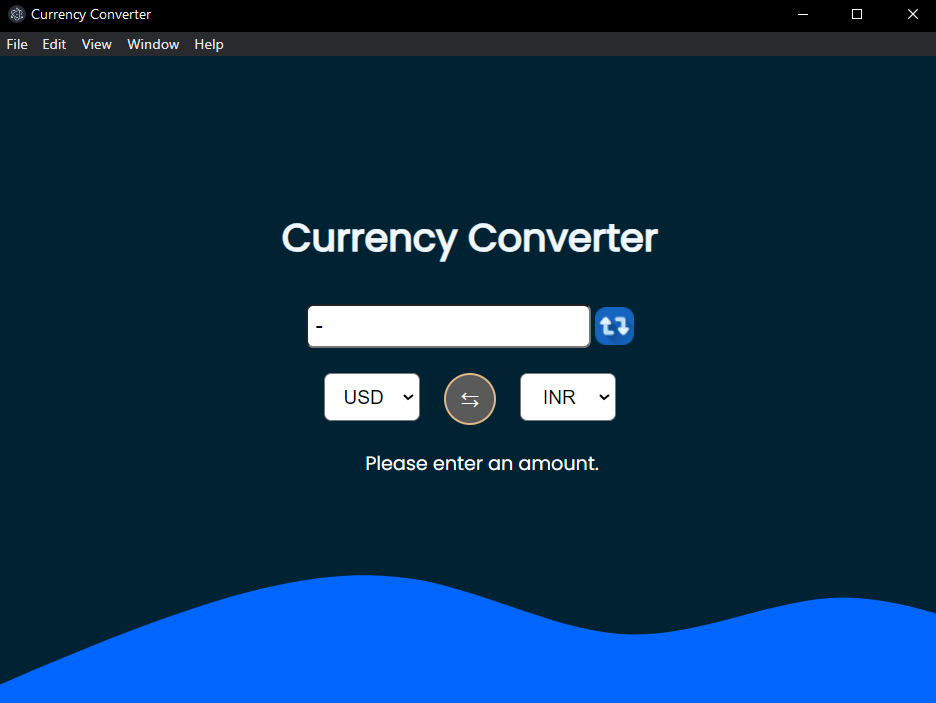 Currency Converter
File Edit View Window Help
Currency Converter
-
USD ⇆ INR
Please enter an amount.